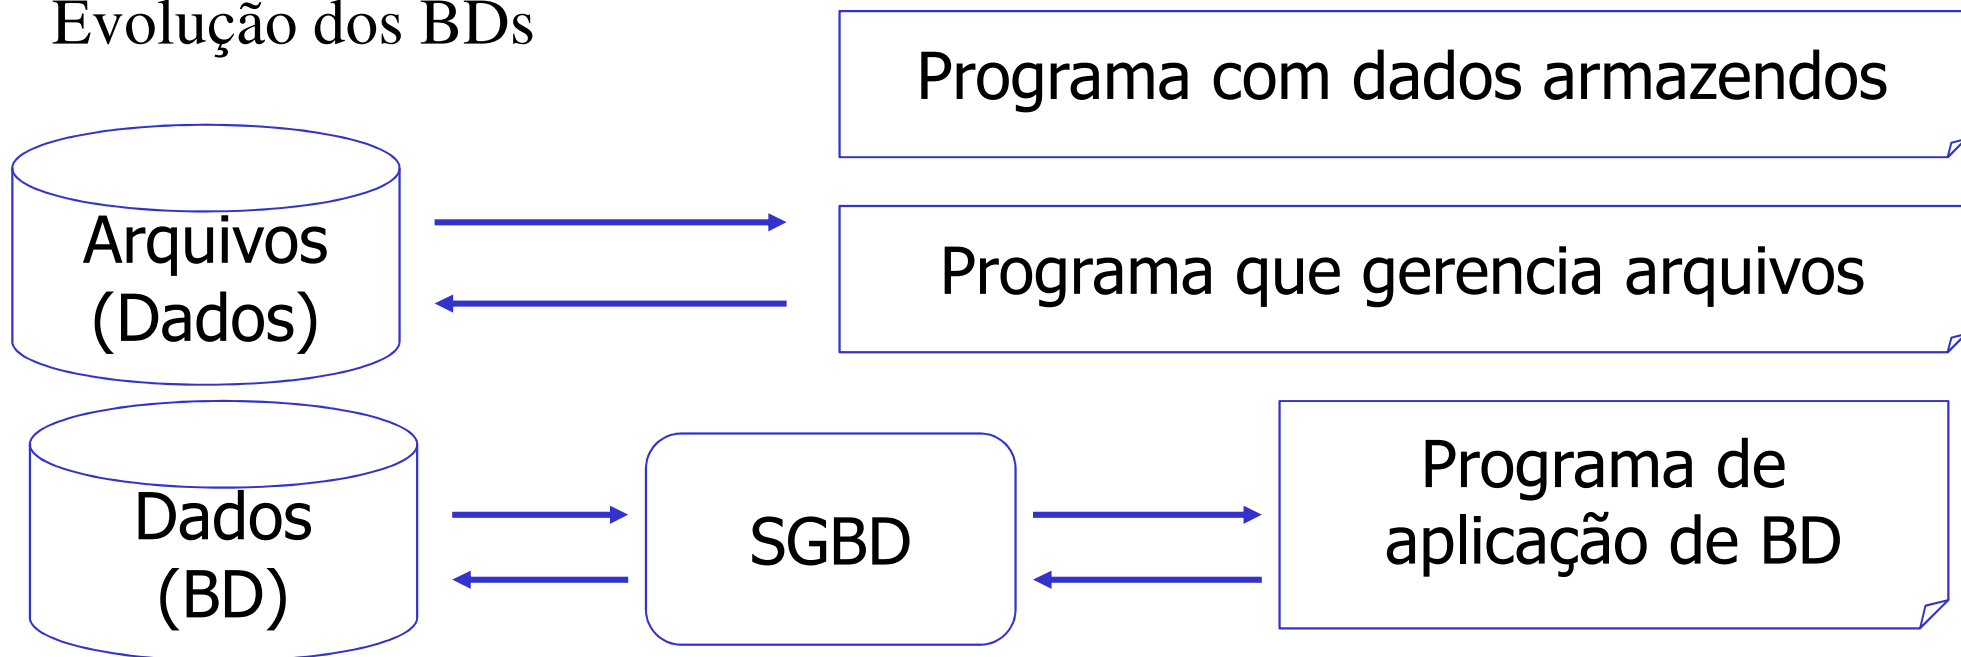 Evolução dos BDs
Programa com dados armazendos
Arquivos
(Dados)
Programa que gerencia arquivos
Dados
(BD)
SGBD
Programa de
aplicação de BD